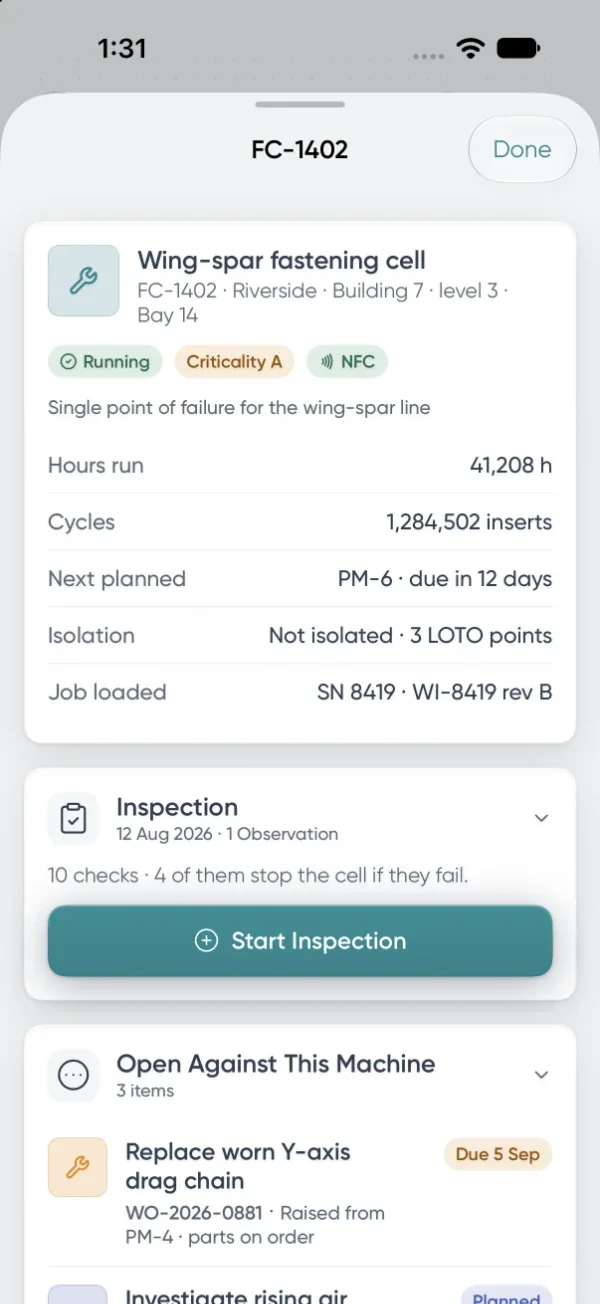 1:31
FC-1402
Done
Wing-spar fastening cell
FC-1402 · Riverside · Building 7 · level 3 ·
Bay 14
Running
Criticality A
NFC
Single point of failure for the wing-spar line
Hours run
41,208 h
Cycles
1,284,502 inserts
Next planned
PM-6 · due in 12 days
Isolation
Not isolated · 3 LOTO points
Job loaded
SN 8419 · WI-8419 rev B
Inspection
12 Aug 2026 · 1 Observation
10 checks · 4 of them stop the cell if they fail.
Start Inspection
Open Against This Machine
3 items
Replace worn Y-axis
drag chain
Due 5 Sep
WO-2026-0881 · Raised from
PM-4 · parts on order
Investigate rising air
Planned